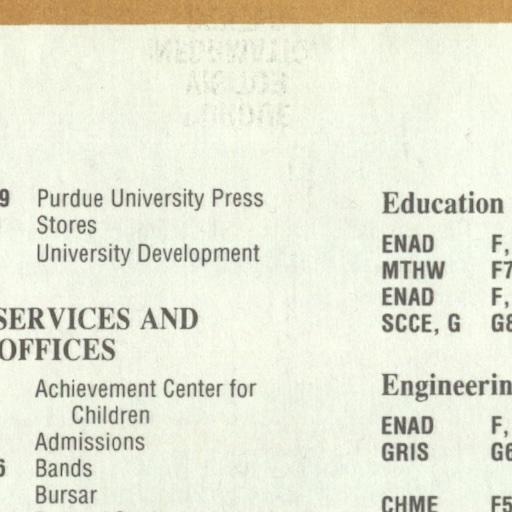 9 Purdue University Press
Stores
University Development
SERVICES AND
OFFICES
Achievement Center for
Children
Admissions
6 Bands
Bursar
Education
ENAD F,
MTHW F7
ENAD F,
SCCE, G G8
Engineerin
ENAD F,
GRIS G6
CHME F5